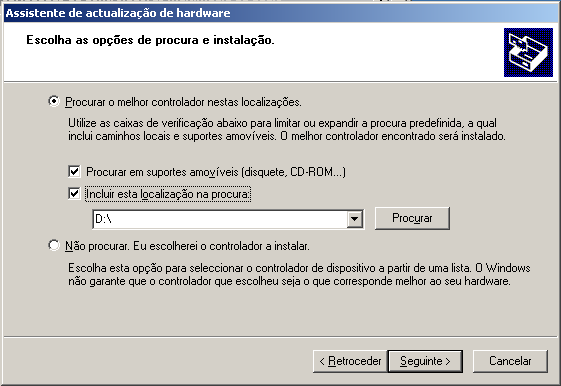 Assistente de actualização de hardware
Escolha as opções de procura e instalação.
Procurar o melhor controlador nestas localizações.
Utilize as caixas de verificação abaixo para limitar ou expandir a procura predefinida, a qual
inclui caminhos locais e suportes amovíveis. O melhor controlador encontrado será instalado.
Procurar em suportes amovíveis (disquete, CD-ROM...)
Incluir esta localização na procura:
D:\
Procurar
Não procurar. Eu escolherei o controlador a instalar.
Escolha esta opção para seleccionar o controlador de dispositivo a partir de uma lista. O Windows
não garante que o controlador que escolheu seja o que corresponde melhor ao seu hardware.
< Retroceder
Seguinte >
Cancelar